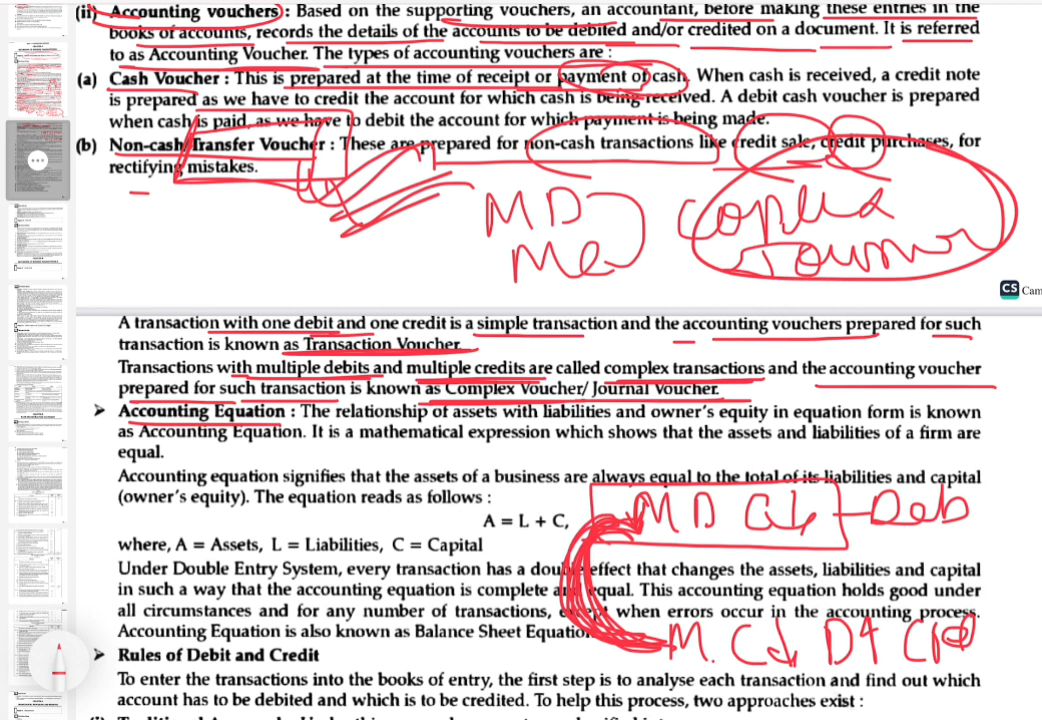 (ii) Accounting vouchers : Based on the supporting vouchers, an accountant, before making these entries in the
books of accounts, records the details of the accounts to be debited and/or credited on a document. It is referred
to as Accounting Voucher. The types of accounting vouchers are :
(a) Cash Voucher : This is prepared at the time of receipt or payment of cash. When cash is received, a credit note
is prepared as we have to credit the account for which cash is being received. A debit cash voucher is prepared
when cash is paid, as we have to debit the account for which payment is being made.
(b) Non-cash/Transfer Voucher : These are prepared for non-cash transactions like credit sale, credit purchases, for
rectifying mistakes.
MD
CS Cam
A transaction with one debit and one credit is a simple transaction and the accounting vouchers prepared for such
transaction is known as Transaction Voucher.
Transactions with multiple debits and multiple credits are called complex transactions and the accounting voucher
prepared for such transaction is known as Complex Voucher/ Journal Voucher.
➤ Accounting Equation : The relationship of assets with liabilities and owner's equity in equation form is known
as Accounting Equation. It is a mathematical expression which shows that the assets and liabilities of a firm are
equal.
Accounting equation signifies that the assets of a business are always equal to the total of its liabilities and capital
(owner's equity). The equation reads as follows :
A = L + C,
MD Deb
where, A = Assets, L = Liabilities, C = Capital
Under Double Entry System, every transaction has a double effect that changes the assets, liabilities and capital
in such a way that the accounting equation is complete and equal. This accounting equation holds good under
all circumstances and for any number of transactions, except when errors occur in the accounting process.
Accounting Equation is also known as Balance Sheet Equation.
➤ Rules of Debit and Credit
To enter the transactions into the books of entry, the first step is to analyse each transaction and find out which
account has to be debited and which is to be credited. To help this process, two approaches exist :